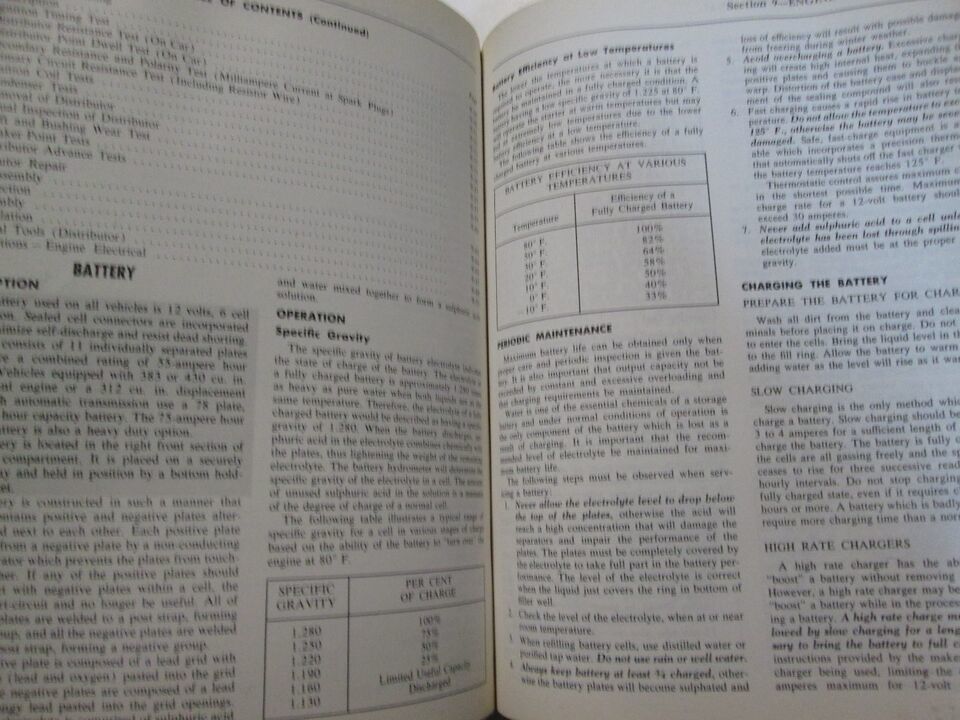 OF CONTENTS (Continued)
Distributor Resistance Test (On Car)
Distributor Point Dwell Test (On Car)
Secondary Resistance and Polarity Test (Milliampere Current at Spark Plugs)
Primary Circuit Resistance Test (Including Resistor Wire)
Coil Tests
Condenser Tests
Removal of Distributor
Inspection of Distributor
and Bushing Wear Test
Point Tests
Distributor Advance Tests
Repair
Tools (Distributor)
Engine Electrical
BATTERY
used on all vehicles is 12 volts, 6 cell
Sealed cell connectors are incorporated
self-discharge and resist dead shorting.
consists of 11 individually separated plates
a combined rating of 55-ampere hour
Vehicles equipped with 383 or 430 cu. in.
engine or a 312 cu. in. displacement
automatic transmission use a 78 plate,
hour capacity battery. The 75-ampere hour
battery is also a heavy duty option.
is located in the right front section of
compartment. It is placed on a securely
and held in position by a bottom hold-
is constructed in such a manner that
contains positive and negative plates alter-
next to each other. Each positive plate
from a negative plate by a non-conducting
which prevents the plates from touch-
If any of the positive plates should
with negative plates within a cell, the
and no longer be useful. All of
plates are welded to a post strap, forming
and all the negative plates are welded
post strap, forming a negative group.
plate is composed of a lead grid with
(lead and oxygen) pasted into the grid
negative plates are composed of a lead
lead pasted into the grid openings.
is composed of sulphuric acid
and water mixed together to form a sulphuric acid
solution.
OPERATION
Specific Gravity
The specific gravity of battery electrolyte indicates
the state of charge of the battery. The electrolyte in
a fully charged battery is approximately 1.280 times
as heavy as pure water when both liquids are at the
same temperature. Therefore, the electrolyte of a fully
charged battery would be described as having a specific
gravity of 1.280. When the battery discharges, sul-
phuric acid in the electrolyte combines chemically with
the plates, thus lightening the weight of the remaining
electrolyte. The battery hydrometer will determine the
specific gravity of the electrolyte in a cell. The amount
of unused sulphuric acid in the solution is a measure
of the degree of charge of a normal cell.
The following table illustrates a typical range of
specific gravity for a cell in various stages of charge
based on the ability of the battery to "turn over" the
engine at 80° F.
SPECIFIC GRAVITY PER CENT OF CHARGE
1.280 100%
1.250 75%
1.220 50%
1.190 25%
1.160 Limited Useful Capacity
1.130 Discharged
Section 9—
Battery Efficiency at Low Temperatures
The lower the temperatures at which a battery is
to operate, the more necessary it is that the
be maintained in a fully charged condition. A
having a low specific gravity of 1.225 at 80° F.
operate the starter at warm temperatures but may
at extremely low temperatures due to the lower
efficiency at a low temperature.
The following table shows the efficiency of a fully
charged battery at various temperatures.
BATTERY EFFICIENCY AT VARIOUS
TEMPERATURES
Temperature Efficiency of a
Fully Charged Battery
80° F. 100%
50° F. 82%
30° F. 64%
20° F. 58%
10° F. 50%
0° F. 40%
−10° F. 33%
PERIODIC MAINTENANCE
Maximum battery life can be obtained only when
proper care and periodic inspection is given the bat-
tery. It is also important that output capacity not be
exceeded by constant and excessive overloading and
the charging requirements be maintained.
Water is one of the essential chemicals of a storage
battery and under normal conditions of operation is
the only component of the battery which is lost as a
of charging. It is important that the recom-
mended level of electrolyte be maintained for maxi-
mum battery life.
The following steps must be observed when serv-
icing a battery:
1. Never allow the electrolyte level to drop below
the top of the plates, otherwise the acid will
reach a high concentration that will damage the
separators and impair the performance of the
plates. The plates must be completely covered by
the electrolyte to take full part in the battery per-
formance. The level of the electrolyte is correct
when the liquid just covers the ring in bottom of
filler well.
2. Check the level of the electrolyte, when at or near
room temperature.
3. When refilling battery cells, use distilled water or
purified tap water. Do not use rain or well water.
4. Always keep battery at least ¾ charged, other-
wise the battery plates will become sulphated and
loss of efficiency will result with possible damage
from freezing during winter weather.
5. Avoid overcharging a battery. Excessive
ing will create high internal heat,
positive plates and causing them to buckle
warp. Distortion of the battery case and
ment of the sealing compound will also
6. Fast charging causes a rapid rise in battery
perature. Do not allow the temperature to
125° F., otherwise the battery may be
damaged. Safe, fast-charge equipment is
able which incorporates a precision
that automatically shuts off the fast charger
the battery temperature reaches 125° F.
Thermostatic control assures maximum
in the shortest possible time. Maximum
charge rate for a 12-volt battery should
exceed 30 amperes.
7. Never add sulphuric acid to a cell unless
electrolyte has been lost through spilling
electrolyte added must be at the proper
gravity.
CHARGING THE BATTERY
PREPARE THE BATTERY FOR
Wash all dirt from the battery and
minals before placing it on charge. Do not
to enter the cells. Bring the liquid level in
to the fill ring. Allow the battery to warm
adding water as the level will rise as it
SLOW CHARGING
Slow charging is the only method
charge a battery. Slow charging should be
3 to 4 amperes for a sufficient length of
charge the battery. The battery is fully
the cells are all gassing freely and the
ceases to rise for three successive
hourly intervals. Do not stop charging
fully charged state, even if it requires
hours or more. A battery which is badly
require more charging time than a
HIGH RATE CHARGERS
A high rate charger has the
"boost" a battery without removing
However, a high rate charger may be
"boost" a battery while in the
ing a battery. A high rate charge
lowed by slow charging for a
sary to bring the battery to full
instructions provided by the
charger being used, limiting the
amperes maximum for 12-volt